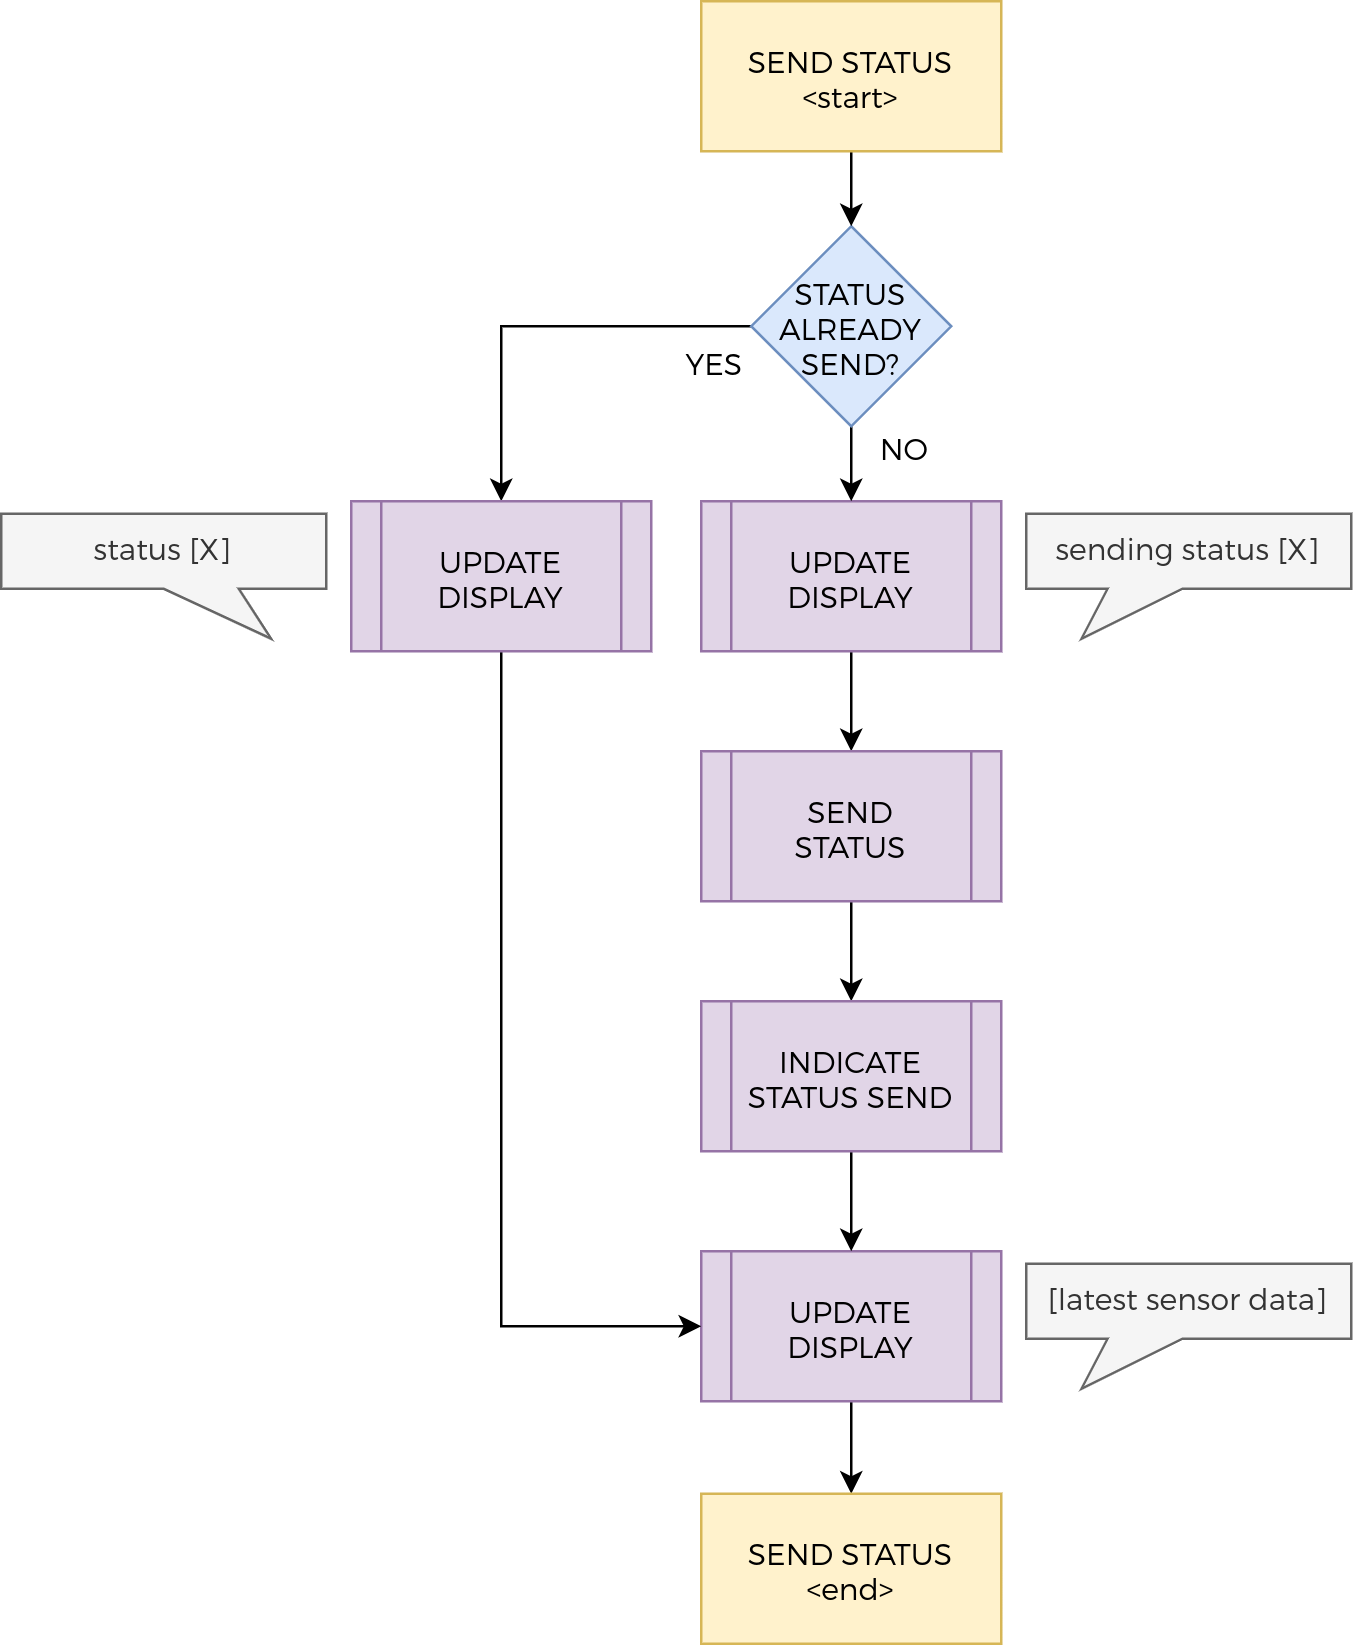 SEND STATUS
<start>
STATUS
ALREADY
SEND?
YES
NO
status [X]
UPDATE
DISPLAY
UPDATE
DISPLAY
sending status [X]
SEND
STATUS
INDICATE
STATUS SEND
UPDATE
DISPLAY
[latest sensor data]
SEND STATUS
<end>